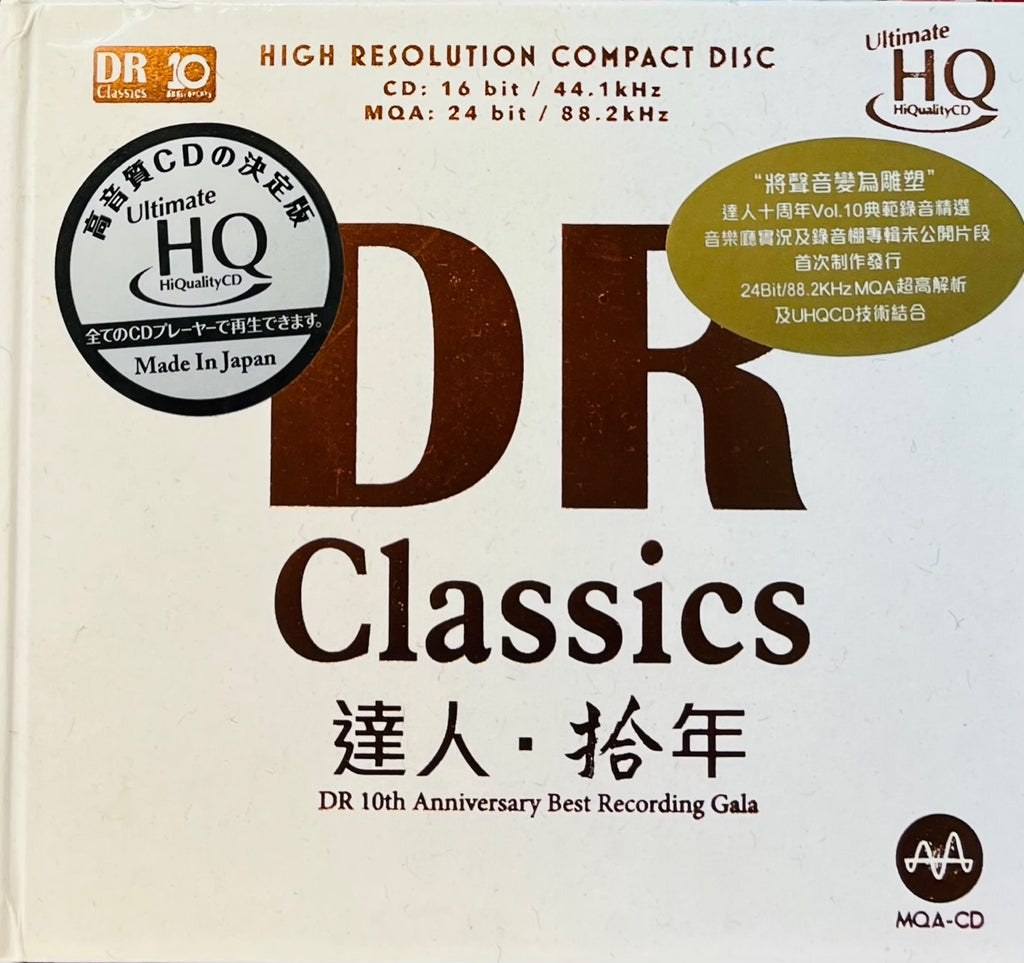 DR 10
Classics anniversary
HIGH RESOLUTION COMPACT DISC
CD: 16 bit / 44.1kHz
MQA: 24 bit / 88.2kHz
Ultimate
HQ
HiQualityCD
高音質CDの決定版
Ultimate
HQ
HiQualityCD
全てのCDプレーヤーで再生できます。
Made In Japan
“將聲音變為雕塑”
達人十周年Vol.10典範錄音精選
音樂廳實況及錄音棚專輯未公開片段
首次制作發行
24Bit/88.2KHz MQA超高解析
及UHQCD技術結合
DR
Classics
達人·拾年
DR 10th Anniversary Best Recording Gala
MQA-CD